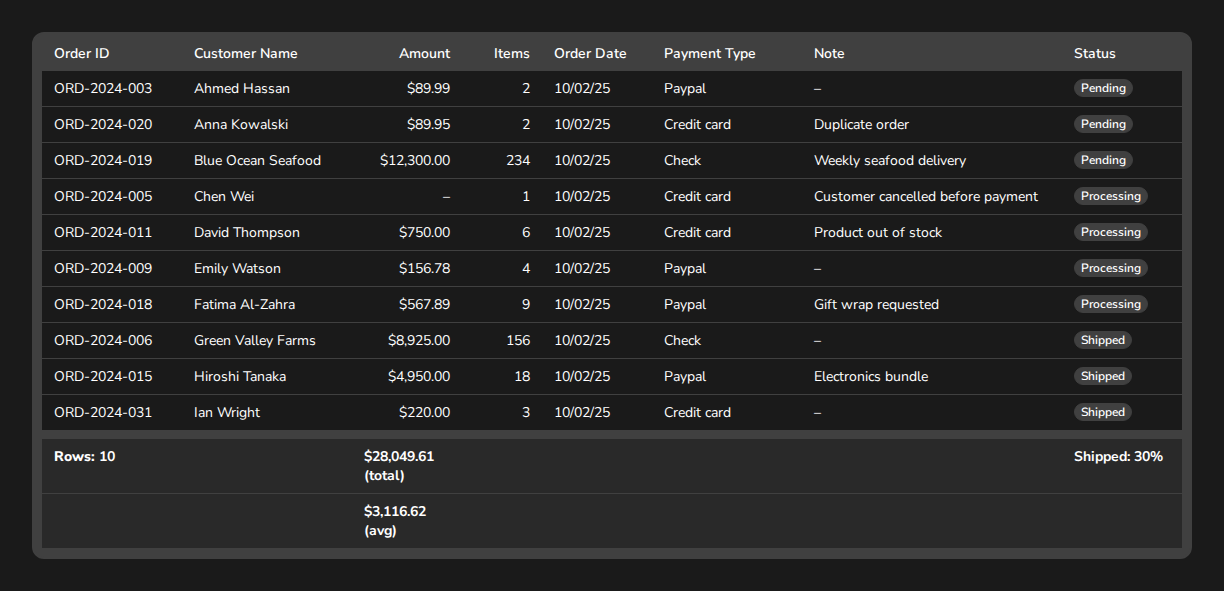 Order ID Customer Name Amount Items Order Date Payment Type Note Status
ORD-2024-003 Ahmed Hassan $89.99 2 10/02/25 Paypal – Pending
ORD-2024-020 Anna Kowalski $89.95 2 10/02/25 Credit card Duplicate order Pending
ORD-2024-019 Blue Ocean Seafood $12,300.00 234 10/02/25 Check Weekly seafood delivery Pending
ORD-2024-005 Chen Wei – 1 10/02/25 Credit card Customer cancelled before payment Processing
ORD-2024-011 David Thompson $750.00 6 10/02/25 Credit card Product out of stock Processing
ORD-2024-009 Emily Watson $156.78 4 10/02/25 Paypal – Processing
ORD-2024-018 Fatima Al-Zahra $567.89 9 10/02/25 Paypal Gift wrap requested Processing
ORD-2024-006 Green Valley Farms $8,925.00 156 10/02/25 Check – Shipped
ORD-2024-015 Hiroshi Tanaka $4,950.00 18 10/02/25 Paypal Electronics bundle Shipped
ORD-2024-031 Ian Wright $220.00 3 10/02/25 Credit card – Shipped
Rows: 10 $28,049.61 Shipped: 30%
(total)
$3,116.62
(avg)